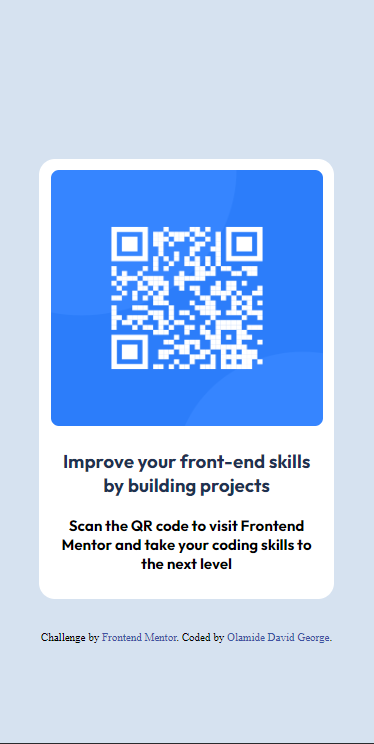 Improve your front-end skills
by building projects
Scan the QR code to visit Frontend
Mentor and take your coding skills to
the next level
Challenge by Frontend Mentor. Coded by Olamide David George.